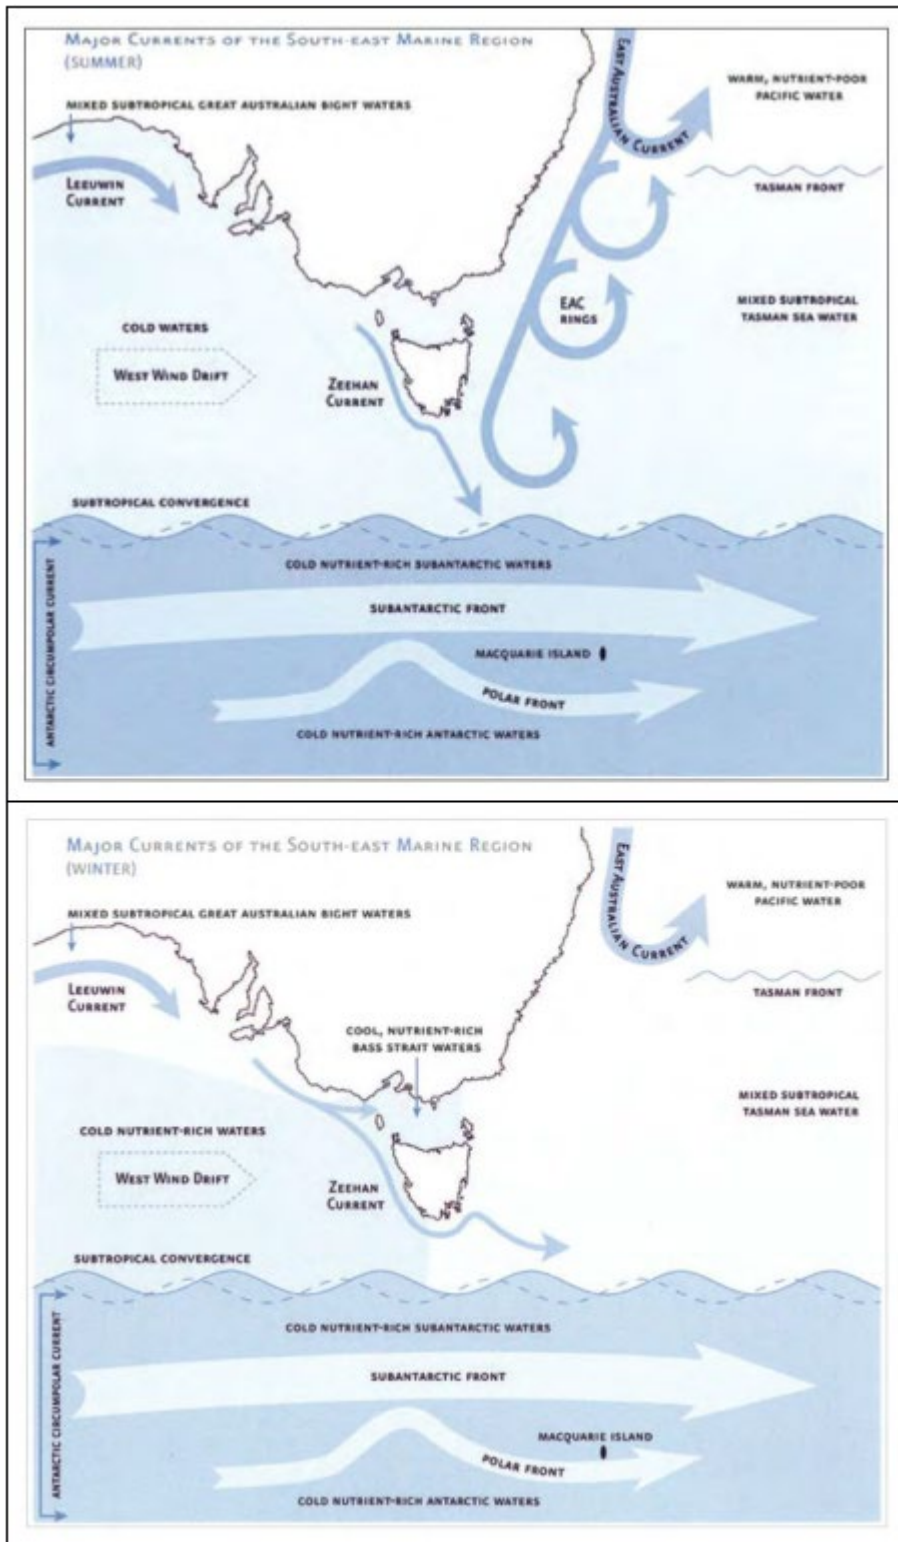 MAJOR CURRENTS OF THE SOUTH-EAST MARINE REGION
(SUMMER)
MIXED SUBTROPICAL GREAT AUSTRALIAN BIGHT WATERS
EAST AUSTRALIAN CURRENT
WARM, NUTRIENT-POOR
PACIFIC WATER
LEEUWIN
CURRENT
TASMAN FRONT
EAC
RINGS
MIXED SUBTROPICAL
TASMAN SEA WATER
COLD WATERS
WEST WIND DRIFT
ZEEHAN
CURRENT
SUBTROPICAL CONVERGENCE
ANTARCTIC CIRCUMPOLAR CURRENT
COLD NUTRIENT-RICH SUBANTARCTIC WATERS
SUBANTARCTIC FRONT
MACQUARIE ISLAND
POLAR FRONT
COLD NUTRIENT-RICH ANTARCTIC WATERS
MAJOR CURRENTS OF THE SOUTH-EAST MARINE REGION
(WINTER)
MIXED SUBTROPICAL GREAT AUSTRALIAN BIGHT WATERS
EAST AUSTRALIAN CURRENT
WARM, NUTRIENT-POOR
PACIFIC WATER
LEEUWIN
CURRENT
TASMAN FRONT
COOL, NUTRIENT-RICH
BASS STRAIT WATERS
MIXED SUBTROPICAL
TASMAN SEA WATER
COLD NUTRIENT-RICH WATERS
WEST WIND DRIFT
ZEEHAN
CURRENT
SUBTROPICAL CONVERGENCE
ANTARCTIC CIRCUMPOLAR CURRENT
COLD NUTRIENT-RICH SUBANTARCTIC WATERS
SUBANTARCTIC FRONT
MACQUARIE ISLAND
POLAR FRONT
COLD NUTRIENT-RICH ANTARCTIC WATERS